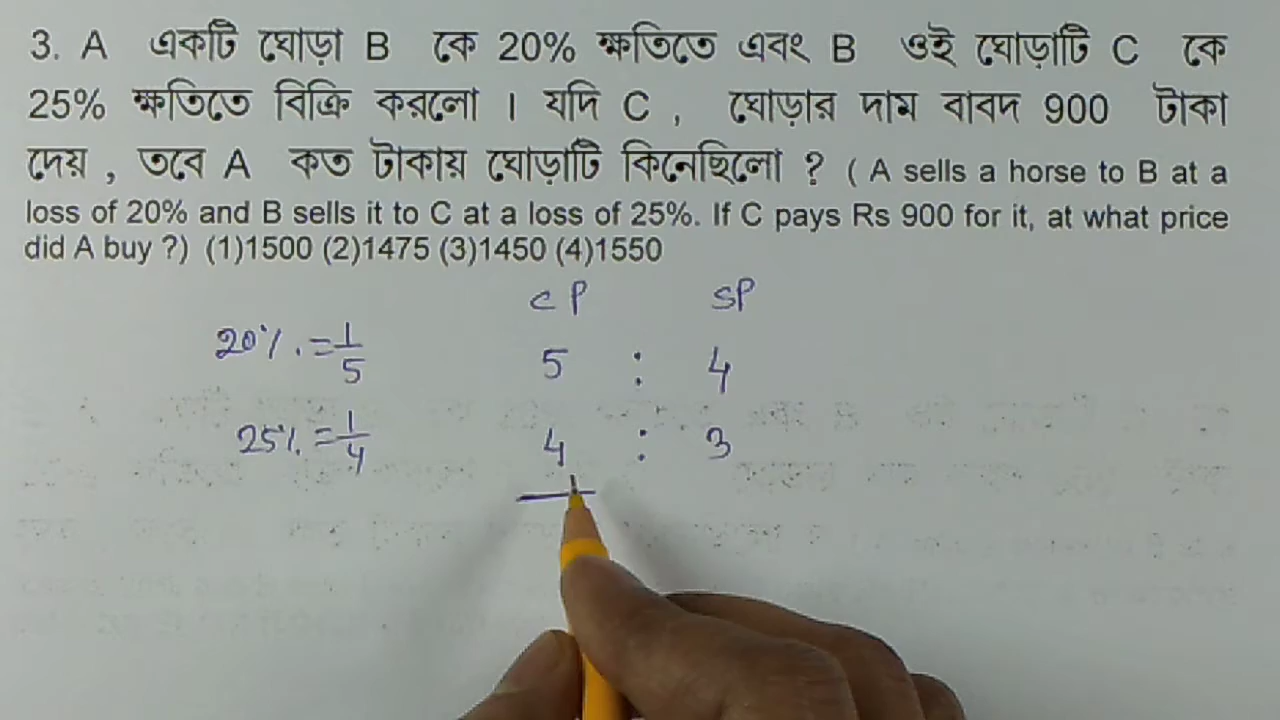 3. A একটি ঘোড়া B কে 20% ক্ষতিতে এবং B ওই ঘোড়াটি C কে
25% ক্ষতিতে বিক্রি করলো । যদি C , ঘোড়ার দাম বাবদ 900 টাকা
দেয় , তবে A কত টাকায় ঘোড়াটি কিনেছিলো ? ( A sells a horse to B at a
loss of 20% and B sells it to C at a loss of 25%. If C pays Rs 900 for it, at what price
did A buy ?) (1)1500 (2)1475 (3)1450 (4)1550
CP SP
20% = 1/5 5 : 4
25% = 1/4 4 : 3